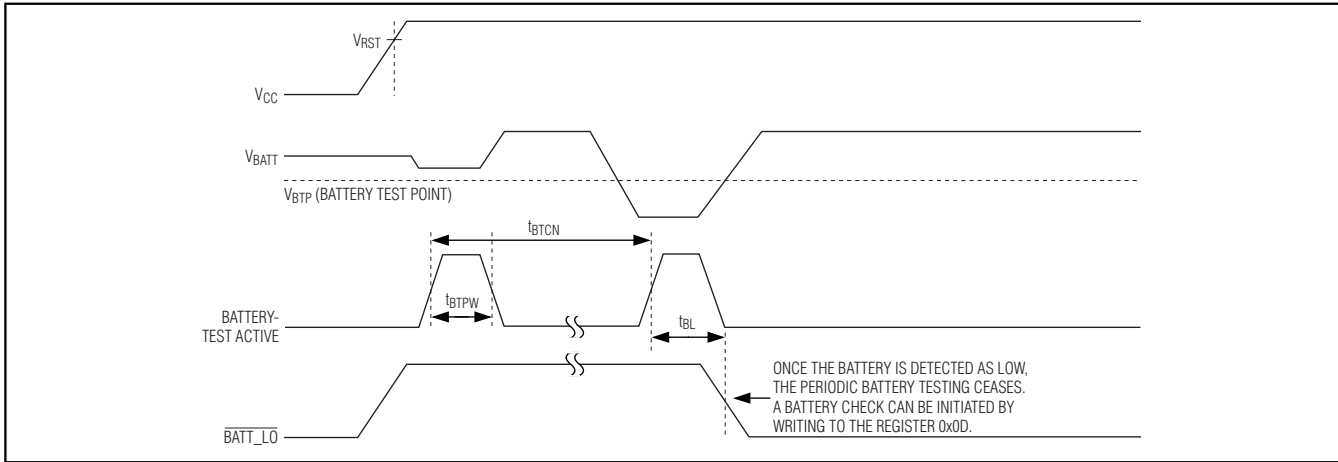 VRST
VCC
VBATT
VBTP (BATTERY TEST POINT)
tBTCN
tBTPW
BATTERY-
TEST ACTIVE
tBL
ONCE THE BATTERY IS DETECTED AS LOW,
THE PERIODIC BATTERY TESTING CEASES.
A BATTERY CHECK CAN BE INITIATED BY
WRITING TO THE REGISTER 0x0D.
BATT_LO